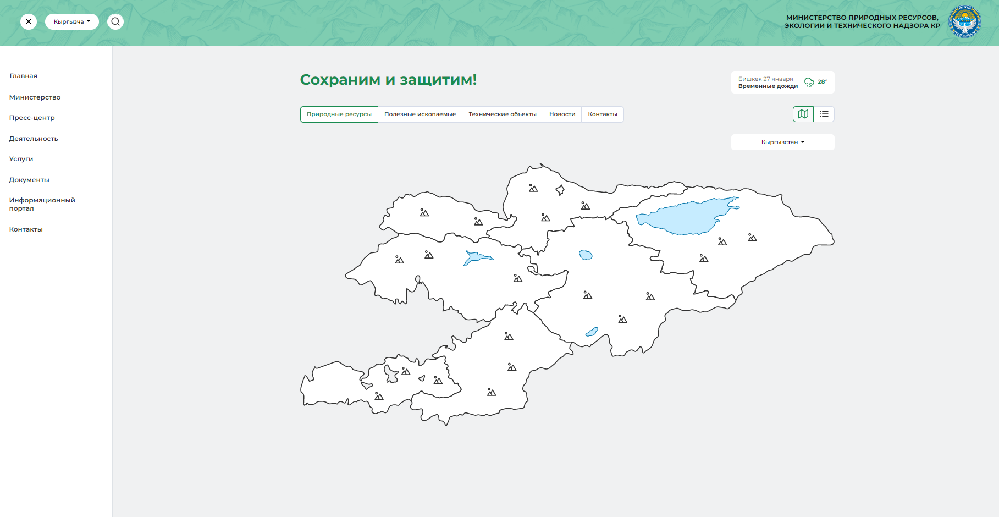 Кыргызча
МИНИСТЕРСТВО ПРИРОДНЫХ РЕСУРСОВ,
ЭКОЛОГИИ И ТЕХНИЧЕСКОГО НАДЗОРА КР
Главная
Министерство
Пресс-центр
Деятельность
Услуги
Документы
Информационный
портал
Контакты
Сохраним и защитим!
Бишкек 27 января
Временные дожди
28°
Природные ресурсы
Полезные ископаемые
Технические объекты
Новости
Контакты
Кыргызстан